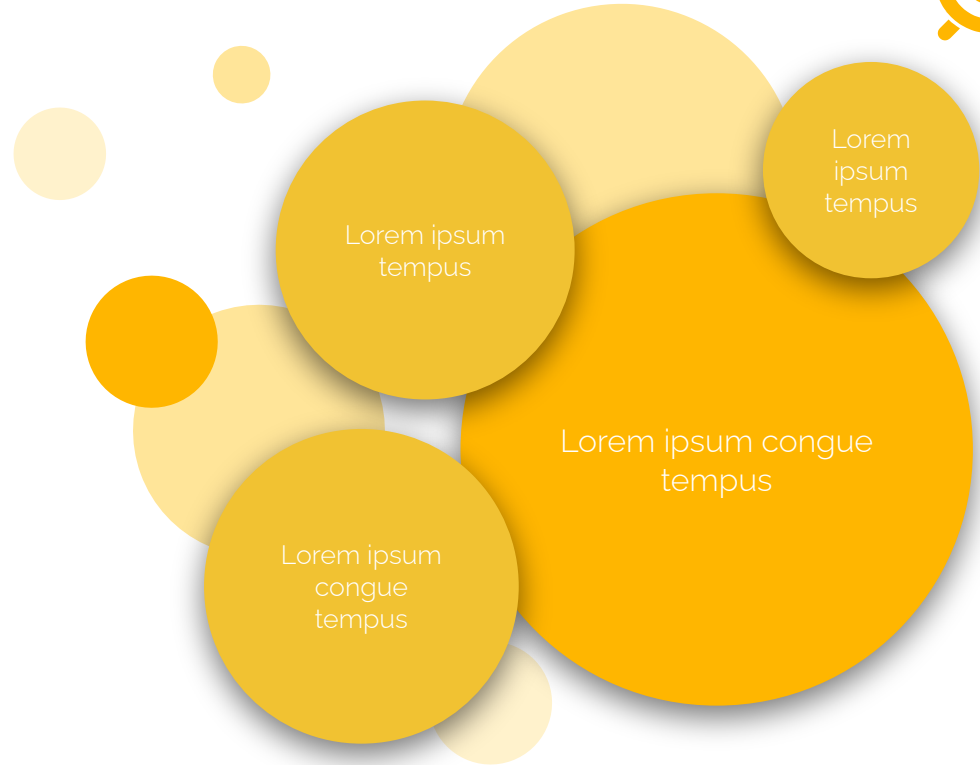 Lorem
ipsum
tempus
Lorem ipsum
tempus
Lorem ipsum congue
tempus
Lorem ipsum
congue
tempus